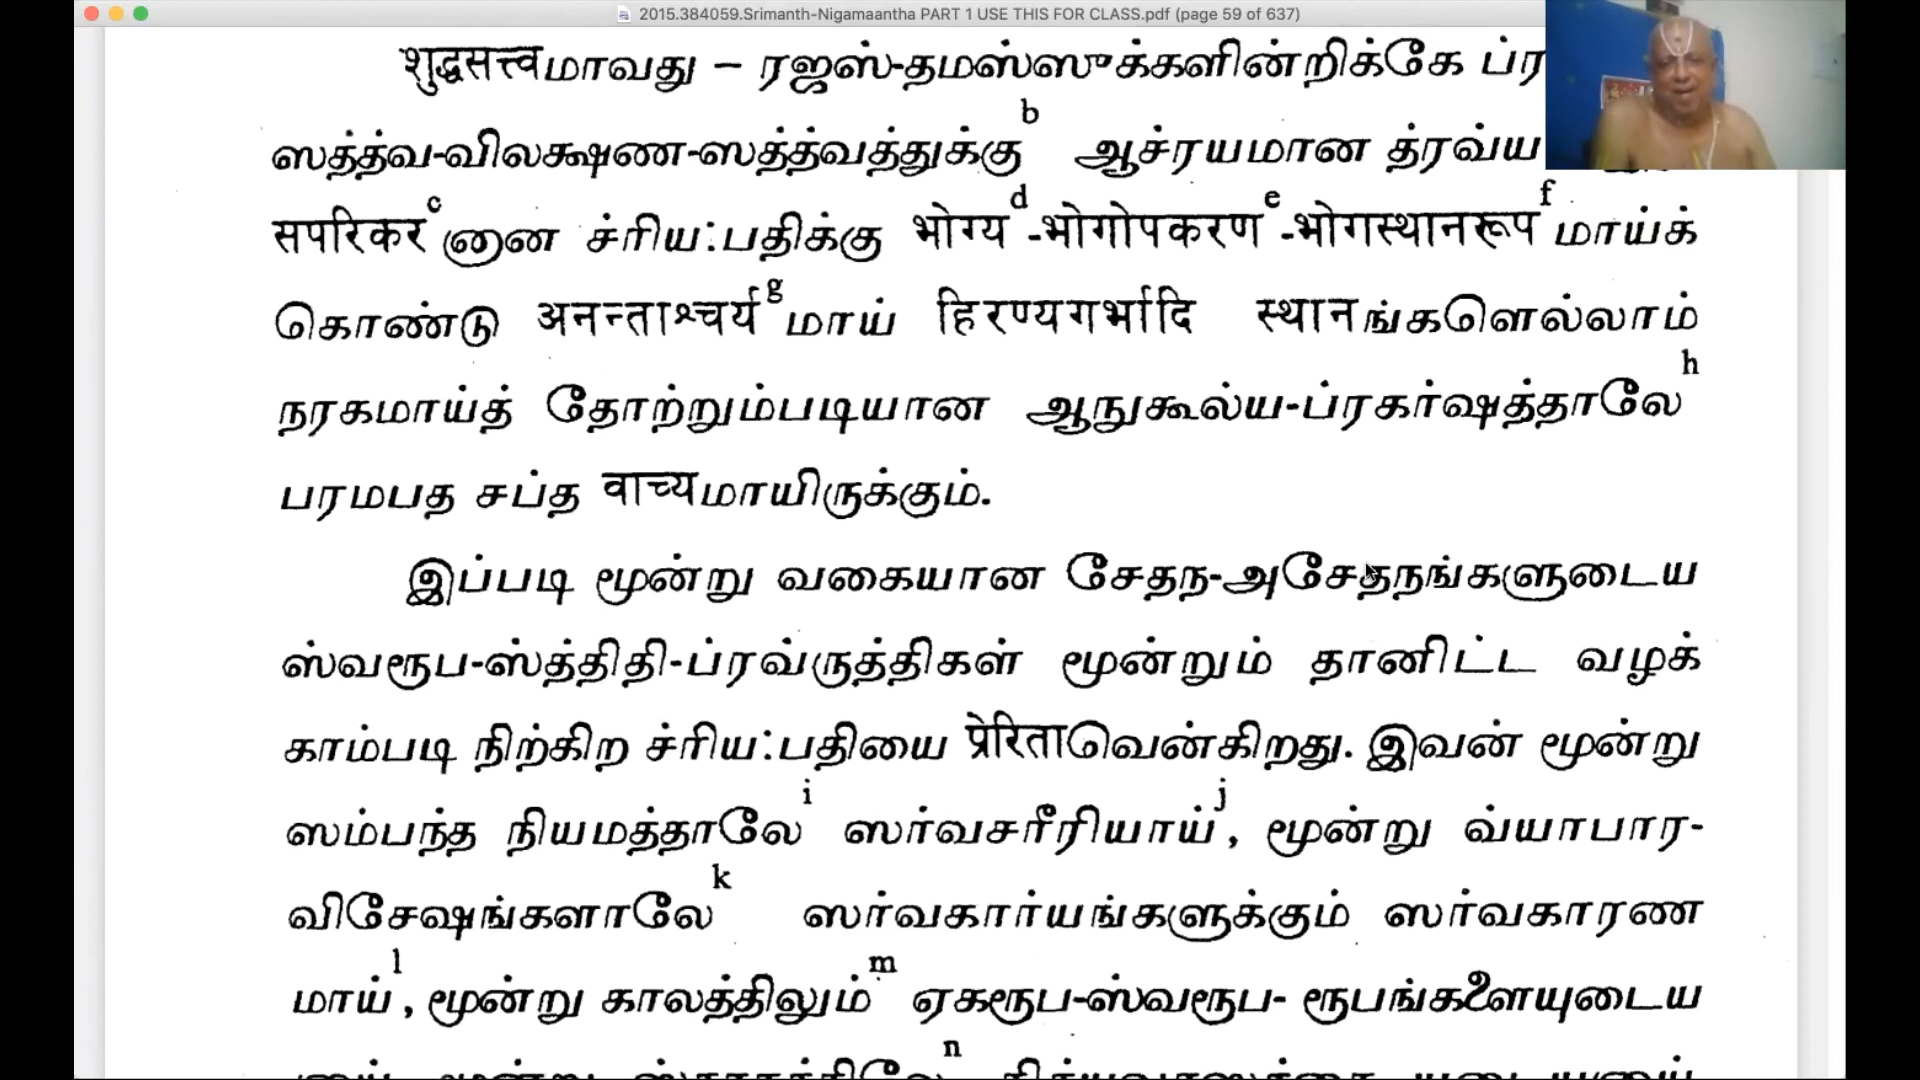 2015.384059.Srimanth-Nigamaantha PART 1 USE THIS FOR CLASS.pdf (page 59 of 637)
शुद्धसत्त्वமாவது – ரஜஸ்-தமஸ்ஸுக்களின்றிக்கே
ஸத்த்வ-விலக்ஷண-ஸத்த்வத்துக்கு b ஆச்ரயமான த்ரவ்ய
सपरिकर c னான ச்ரிய:பதிக்கு भोग्य d -भोगोपकरण e -भोगस्थानरूप f மாய்க்
கொண்டு अनन्ताश्चर्य g மாய் हिरण्यगर्भादि स्थानங்களெல்லாம்
நரகமாய்த் தோற்றும்படியான ஆநுகூல்ய-ப்ரகர்ஷத்தாலே h
பரமபத சப்த वाच्यமாயிருக்கும்.
இப்படி மூன்று வகையான சேதந-அசேதநங்களுடைய
ஸ்வரூப-ஸ்த்திதி-ப்ரவ்ருத்திகள் மூன்றும் தானிட்ட வழக்
காம்படி நிற்கிற ச்ரிய:பதியை प्रेरिताவென்கிறது. இவன் மூன்று
ஸம்பந்த நியமத்தாலே i ஸர்வசரீரியாய் j , மூன்று வ்யாபார-
விசேஷங்களாலே k ஸர்வகார்யங்களுக்கும் ஸர்வகாரண
மாய் l , மூன்று காலத்திலும் m ஏகரூப-ஸ்வரூப- ரூபங்களையுடைய
n